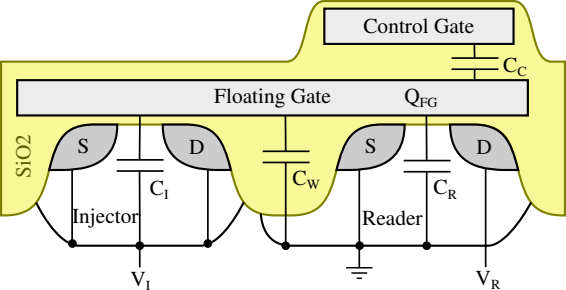 Control Gate
C_C
Floating Gate Q_FG
SiO2
S D S D
C_I C_W C_R
Injector Reader
V_I V_R